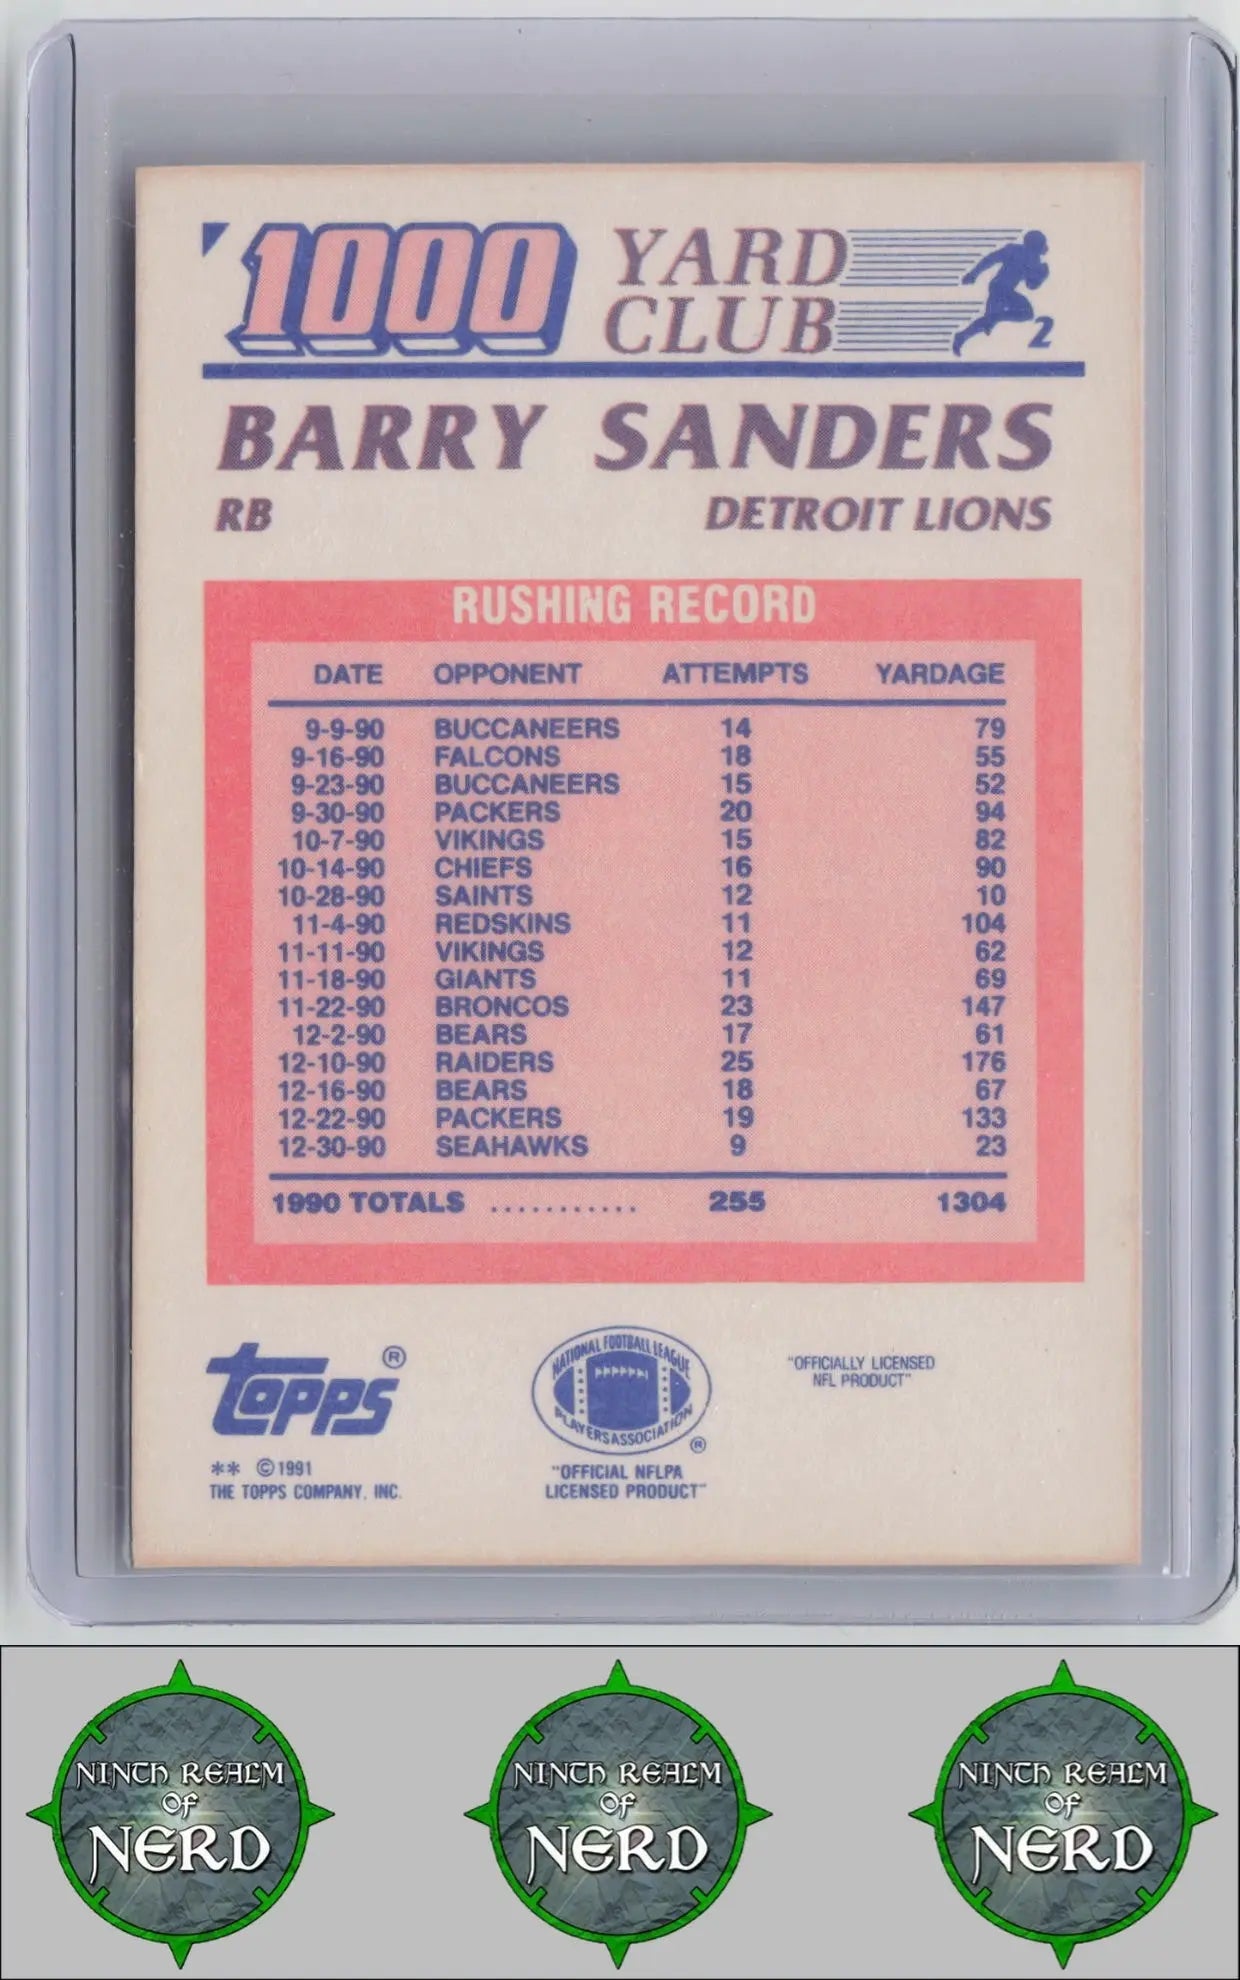 1000 YARD CLUB
2
BARRY SANDERS
RB DETROIT LIONS
RUSHING RECORD
DATE OPPONENT ATTEMPTS YARDAGE
9-9-90 BUCCANEERS 14 79
9-16-90 FALCONS 18 55
9-23-90 BUCCANEERS 15 52
9-30-90 PACKERS 20 94
10-7-90 VIKINGS 15 82
10-14-90 CHIEFS 16 90
10-28-90 SAINTS 12 10
11-4-90 REDSKINS 11 104
11-11-90 VIKINGS 12 62
11-18-90 GIANTS 11 69
11-22-90 BRONCOS 23 147
12-2-90 BEARS 17 61
12-10-90 RAIDERS 25 176
12-16-90 BEARS 18 67
12-22-90 PACKERS 19 133
12-30-90 SEAHAWKS 9 23
1990 TOTALS ........... 255 1304
topps ®
** ©1991
THE TOPPS COMPANY, INC.
NATIONAL FOOTBALL LEAGUE
PLAYERS ASSOCIATION
®
"OFFICIAL NFLPA
LICENSED PRODUCT"
"OFFICIALLY LICENSED
NFL PRODUCT"
NINTH REALM
OF
NERD
NINTH REALM
OF
NERD
NINTH REALM
OF
NERD